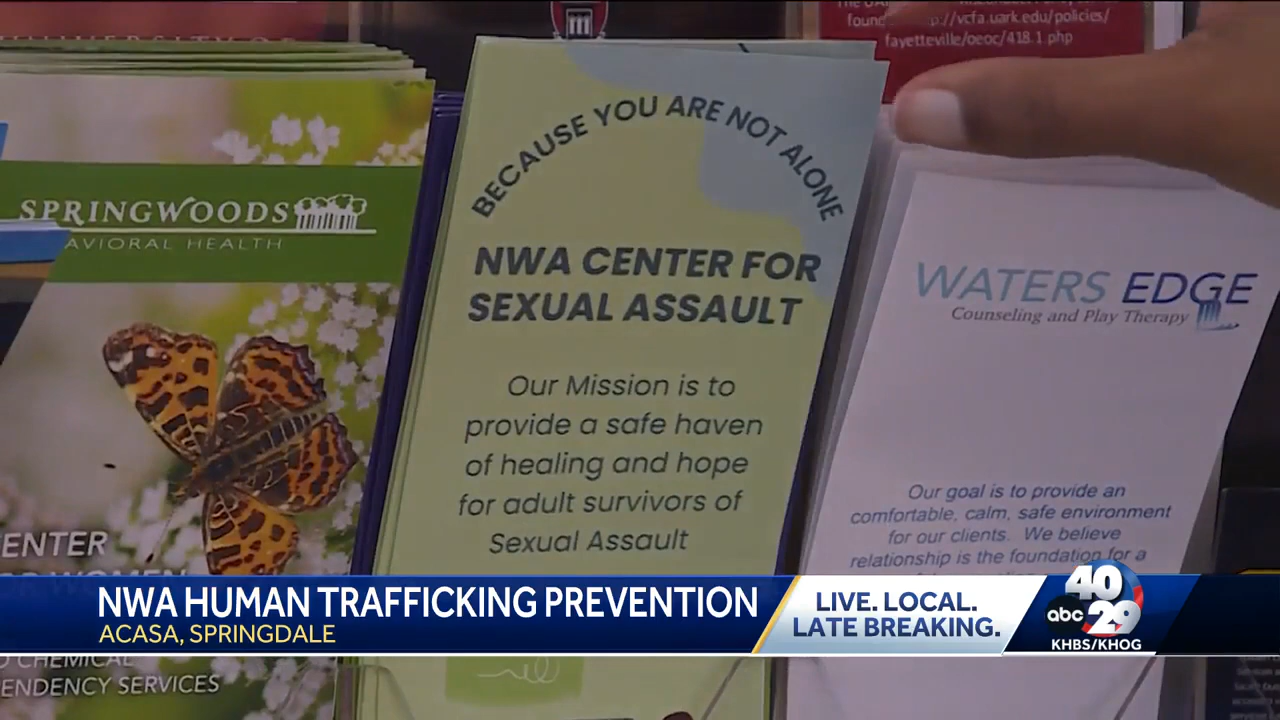 ://vcfa.uark.edu/policies/
fayetteville/oeoc/418.1.php
SPRINGWOODS
AVIORAL HEALTH
ENTER
CHEMICAL
ENDENCY SERVICES
BECAUSE YOU ARE NOT ALONE
NWA CENTER FOR
SEXUAL ASSAULT
Our Mission is to
provide a safe haven
of healing and hope
for adult survivors of
Sexual Assault
WATERS EDGE
Counseling and Play Therapy
Our goal is to provide an
comfortable, calm, safe environment
for our clients. We believe
relationship is the foundation for a
NWA HUMAN TRAFFICKING PREVENTION
ACASA, SPRINGDALE
LIVE. LOCAL.
LATE BREAKING.
abc 40 29
KHBS/KHOG